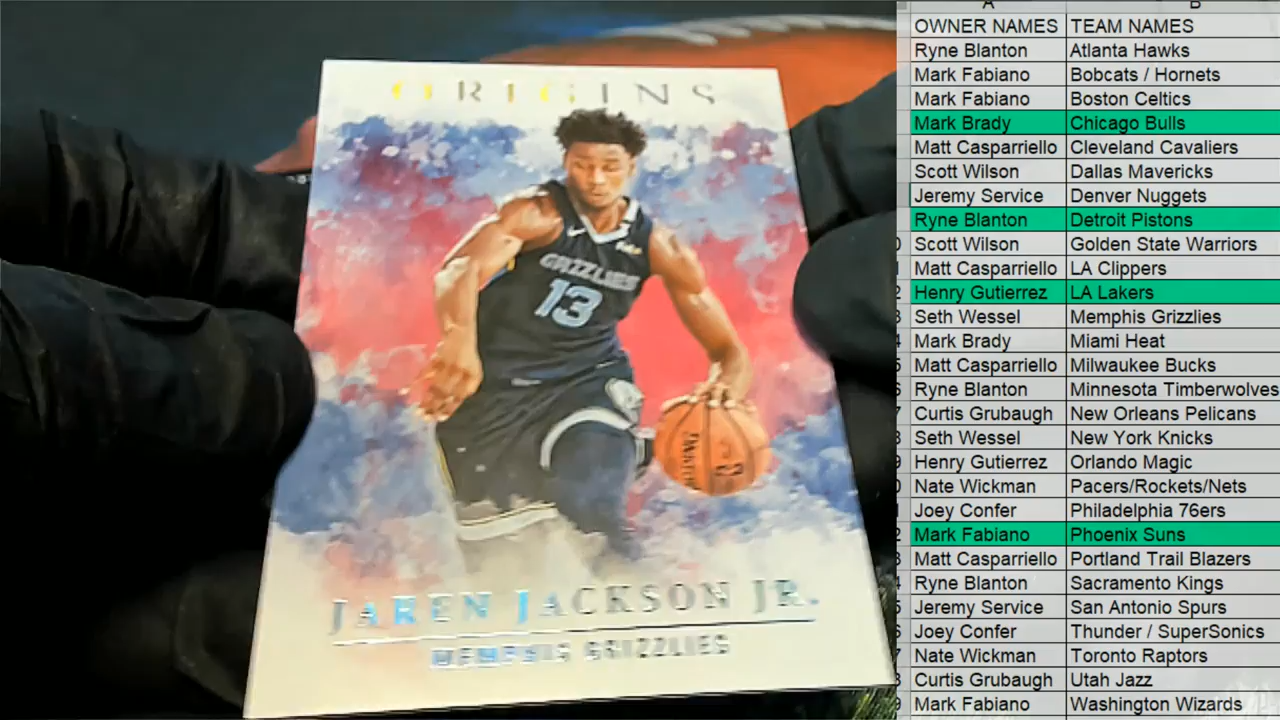 ORIGINS
GRIZZLIES
13
JAREN JACKSON JR.
MEMPHIS GRIZZLIES
A B
OWNER NAMES TEAM NAMES
Ryne Blanton Atlanta Hawks
Mark Fabiano Bobcats / Hornets
Mark Fabiano Boston Celtics
Mark Brady Chicago Bulls
Matt Casparriello Cleveland Cavaliers
Scott Wilson Dallas Mavericks
Jeremy Service Denver Nuggets
Ryne Blanton Detroit Pistons
Scott Wilson Golden State Warriors
Matt Casparriello LA Clippers
Henry Gutierrez LA Lakers
Seth Wessel Memphis Grizzlies
Mark Brady Miami Heat
Matt Casparriello Milwaukee Bucks
Ryne Blanton Minnesota Timberwolves
Curtis Grubaugh New Orleans Pelicans
Seth Wessel New York Knicks
Henry Gutierrez Orlando Magic
Nate Wickman Pacers/Rockets/Nets
Joey Confer Philadelphia 76ers
Mark Fabiano Phoenix Suns
Matt Casparriello Portland Trail Blazers
Ryne Blanton Sacramento Kings
Jeremy Service San Antonio Spurs
Joey Confer Thunder / SuperSonics
Nate Wickman Toronto Raptors
Curtis Grubaugh Utah Jazz
Mark Fabiano Washington Wizards